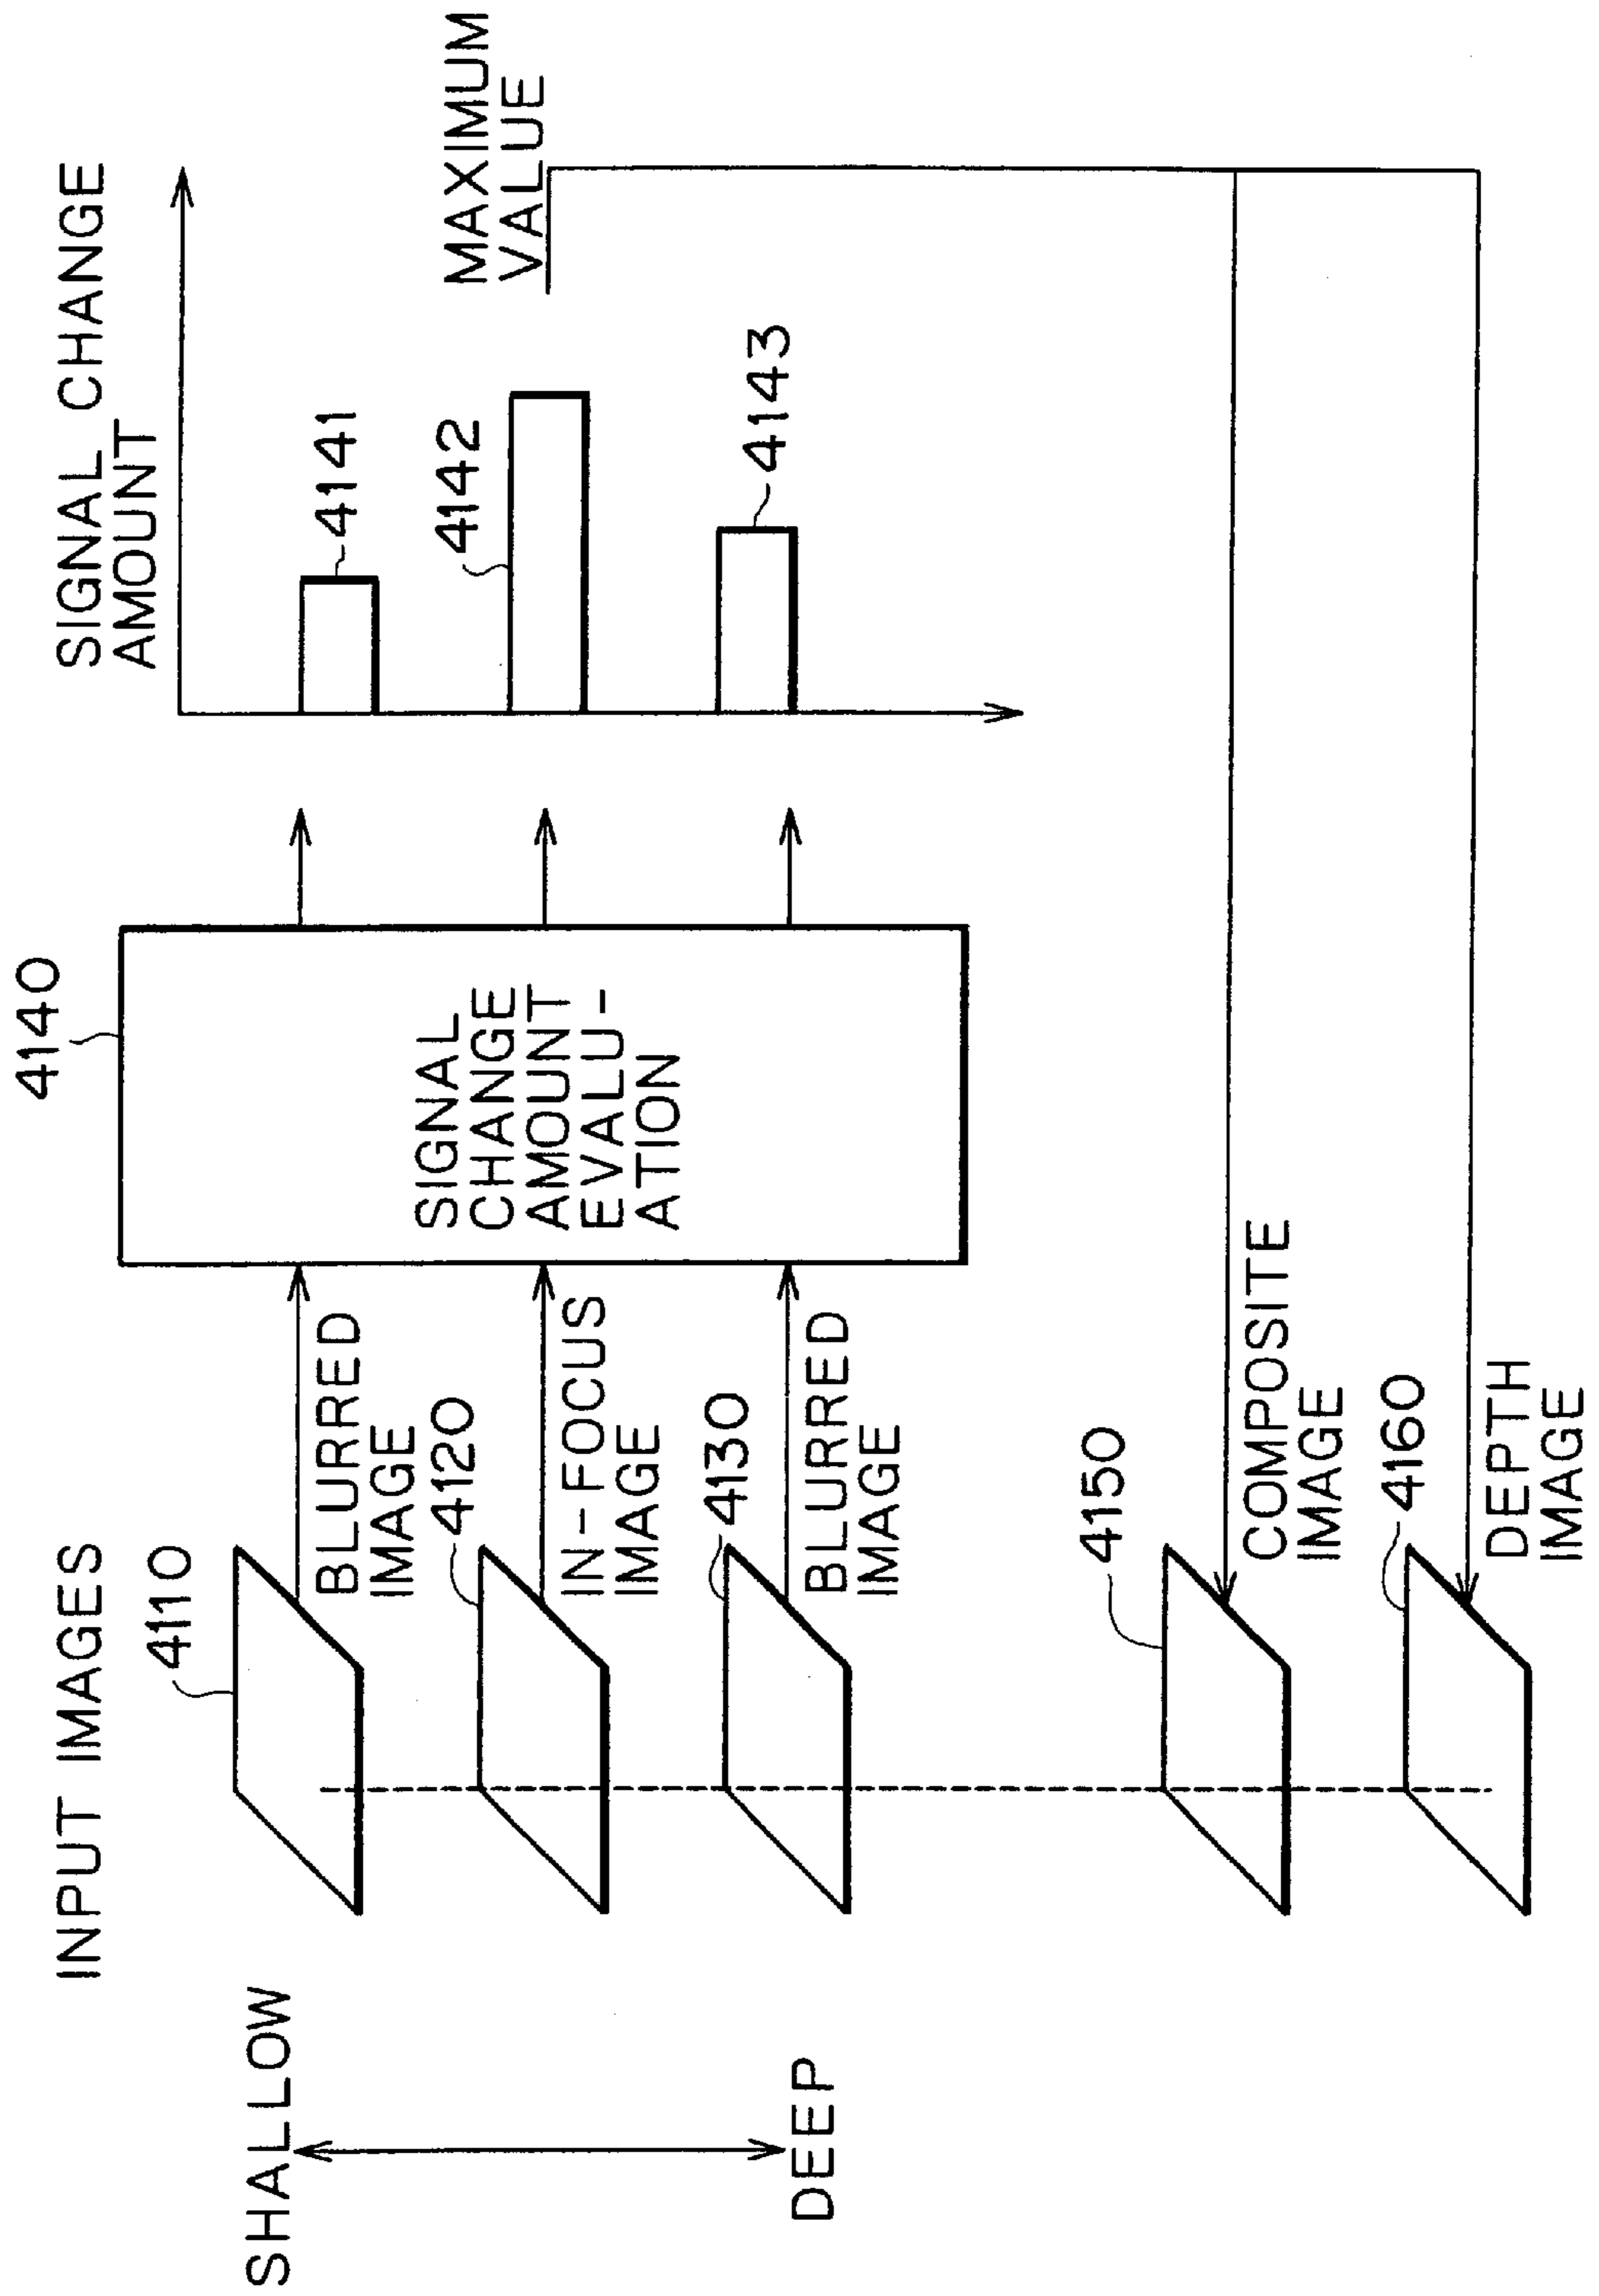 INPUT IMAGES
SHALLOW
DEEP
4110
BLURRED
IMAGE
4120
IN-FOCUS
IMAGE
4130
BLURRED
IMAGE
4140
SIGNAL
CHANGE
AMOUNT
EVALU-
ATION
SIGNAL CHANGE
AMOUNT
4141
4142
4143
MAXIMUM
VALUE
4150
COMPOSITE
IMAGE
4160
DEPTH
IMAGE